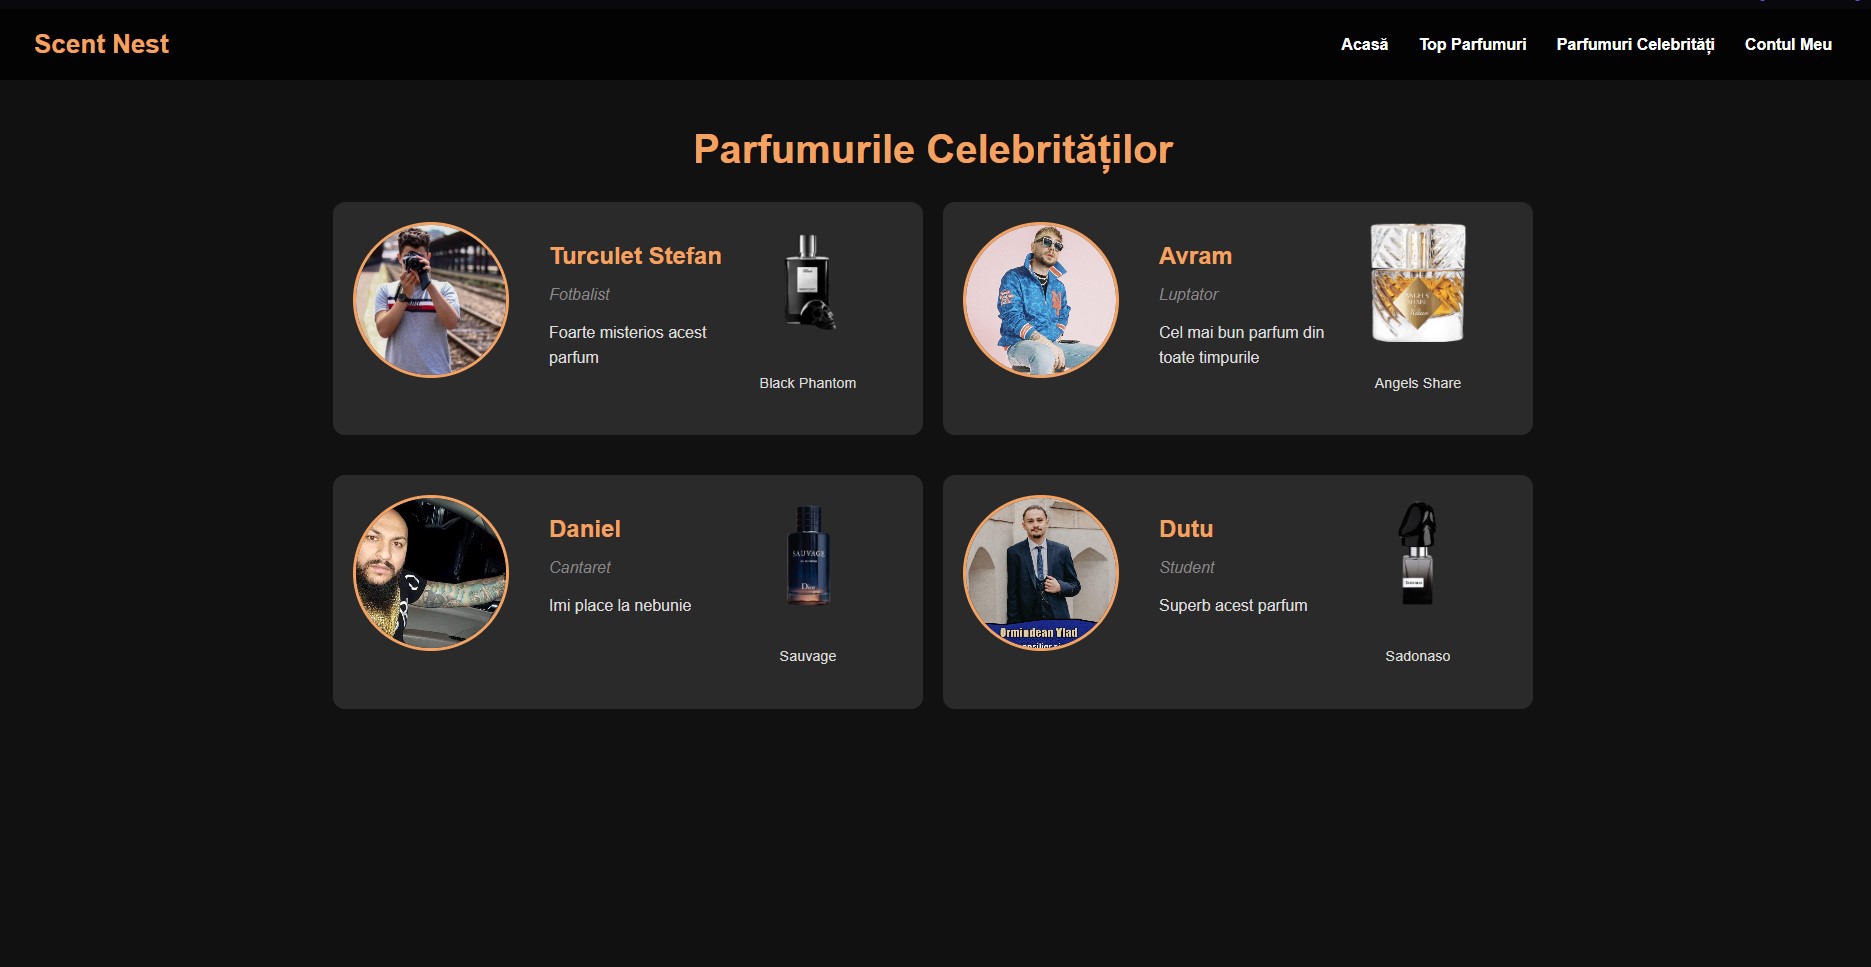 Scent Nest
Acasă
Top Parfumuri
Parfumuri Celebrități
Contul Meu
Parfumurile Celebrităților
Turculet Stefan
Fotbalist
Foarte misterios acest
parfum
Black Phantom
Avram
Luptator
Cel mai bun parfum din
toate timpurile
ANGELS
SHARE
Angels Share
Daniel
Cantaret
Imi place la nebunie
SAUVAGE
Dior
Sauvage
Dutu
Student
Superb acest parfum
Ormindean Vlad
Sadonaso